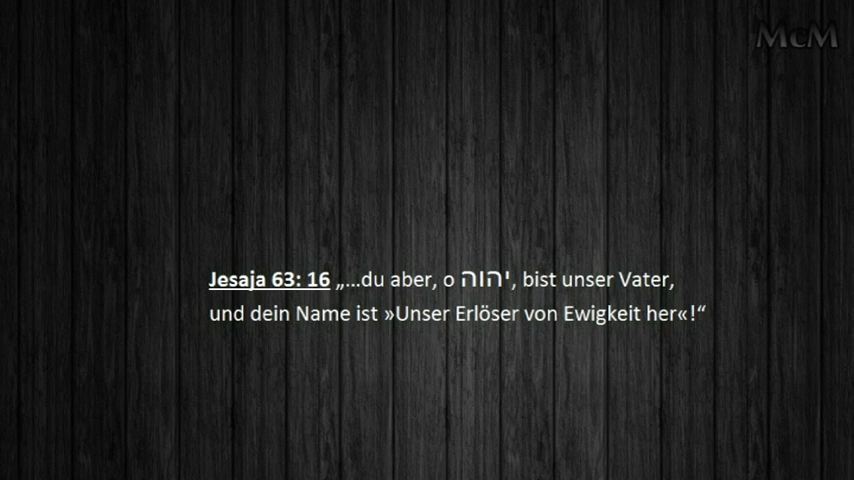 McM
Jesaja 63: 16 „...du aber, o יהוה, bist unser Vater,
und dein Name ist »Unser Erlöser von Ewigkeit her«!“